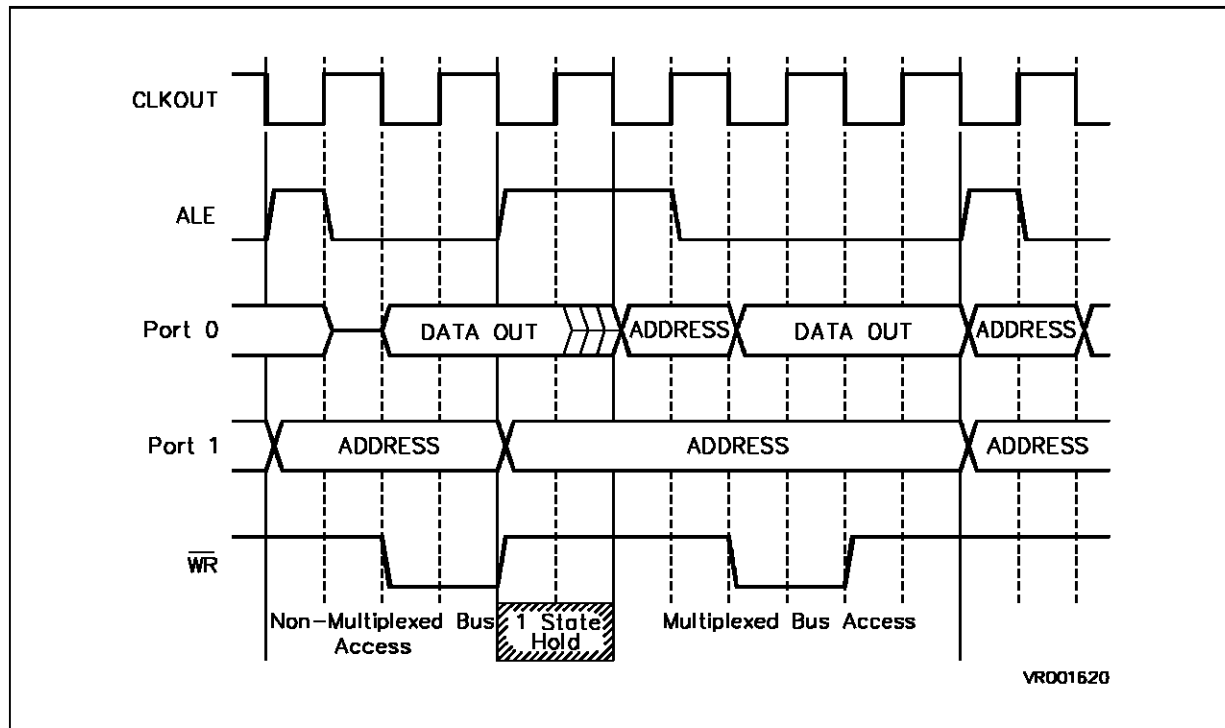 CLKOUT
ALE
Port 0
DATA OUT
ADDRESS
DATA OUT
ADDRESS
Port 1
ADDRESS
ADDRESS
ADDRESS
WR
Non-Multiplexed Bus
Access
1 State
Hold
Multiplexed Bus Access
VR001620